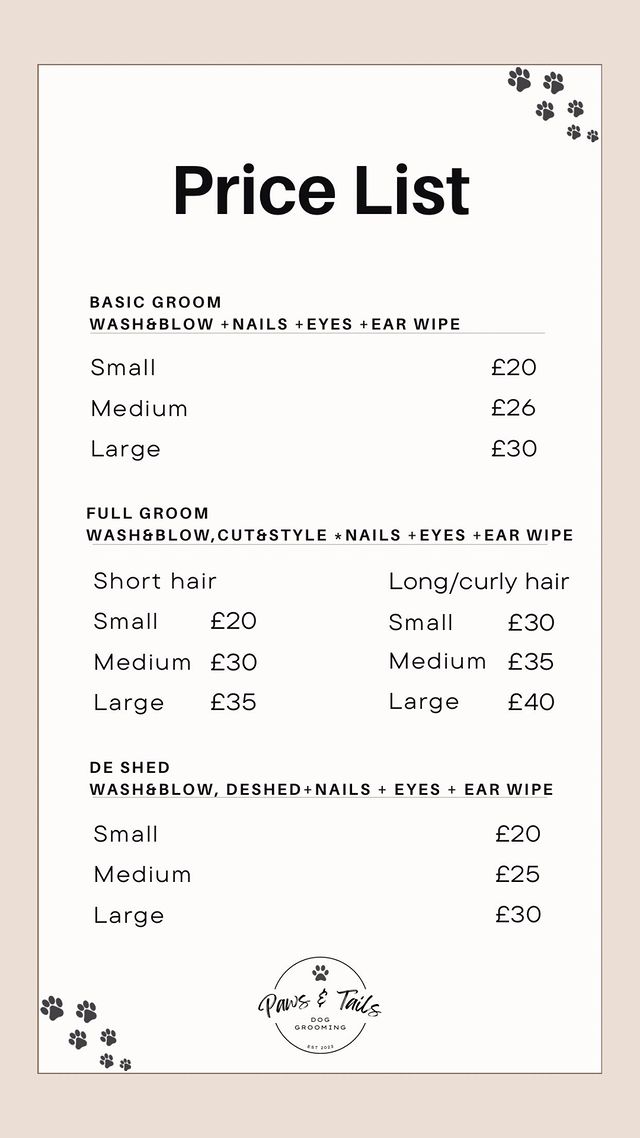 Price List
BASIC GROOM
WASH&BLOW +NAILS +EYES +EAR WIPE
Small £20
Medium £26
Large £30
FULL GROOM
WASH&BLOW,CUT&STYLE *NAILS +EYES +EAR WIPE
Short hair
Small £20
Medium £30
Large £35
Long/curly hair
Small £30
Medium £35
Large £40
DE SHED
WASH&BLOW, DESHED+NAILS + EYES + EAR WIPE
Small £20
Medium £25
Large £30
Paws & Tails
DOG
GROOMING
EST 2022